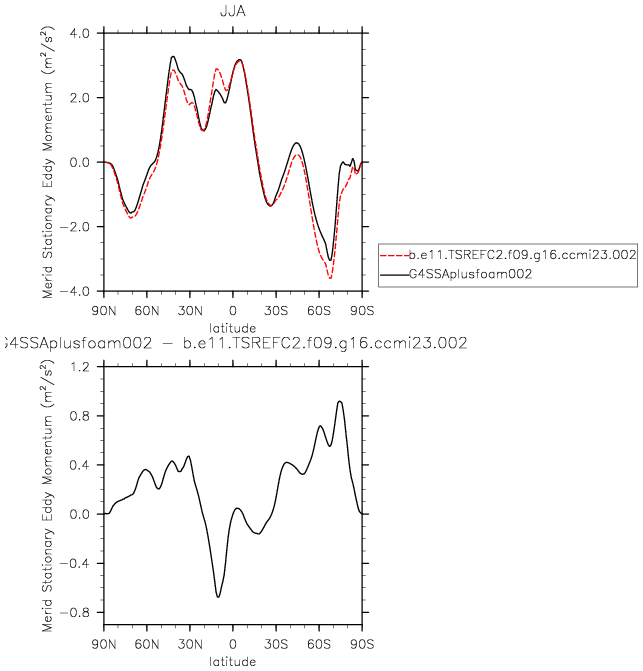 JJA
Merid Stationary Eddy Momentum (m²/s²)
4.0
2.0
0.0
−2.0
−4.0
90N 60N 30N 0 30S 60S 90S
latitude
b.e11.TSREFC2.f09.g16.ccmi23.002
G4SSAplusfoam002
G4SSAplusfoam002 − b.e11.TSREFC2.f09.g16.ccmi23.002
Merid Stationary Eddy Momentum (m²/s²)
1.2
0.8
0.4
0.0
−0.4
−0.8
90N 60N 30N 0 30S 60S 90S
latitude